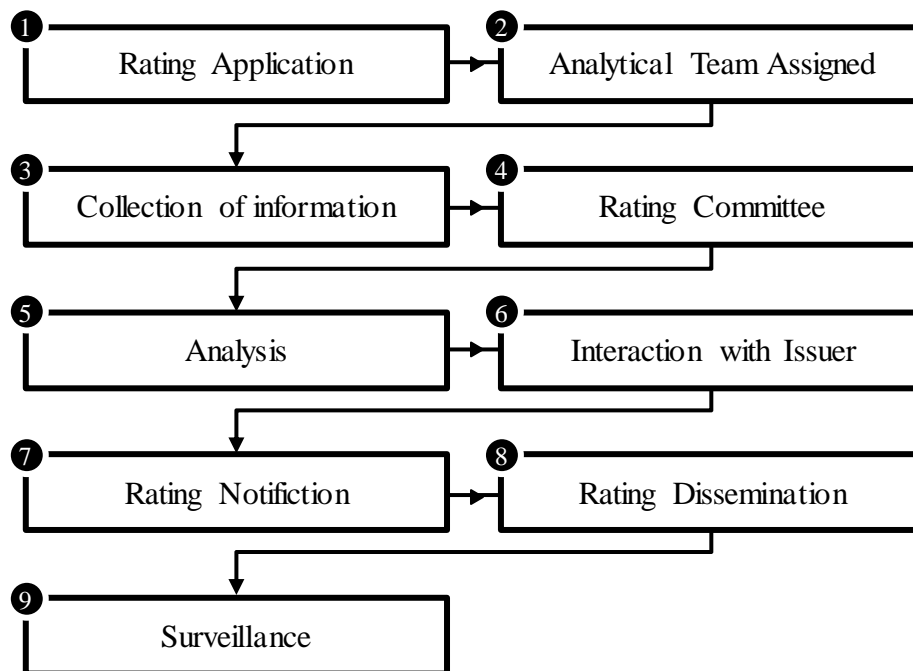 1
Rating Application
2
Analytical Team Assigned
3
Collection of information
4
Rating Committee
5
Analysis
6
Interaction with Issuer
7
Rating Notifiction
8
Rating Dissemination
9
Surveillance